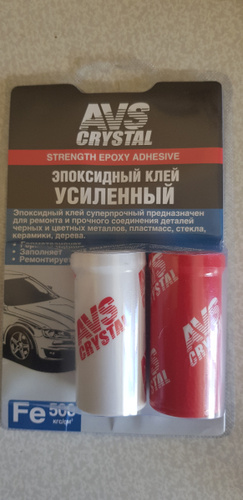 AVS
CRYSTAL
STRENGTH EPOXY ADHESIVE
ЭПОКСИДНЫЙ КЛЕЙ
УСИЛЕННЫЙ
Эпоксидный клей суперпрочный предназначен
для ремонта и прочного соединения деталей
черных и цветных металлов, пластмасс, стекла,
керамики, дерева.
• Заполняет
• Ремонтирует
AVS CRYSTAL
AVS CRYSTAL
Fe 500